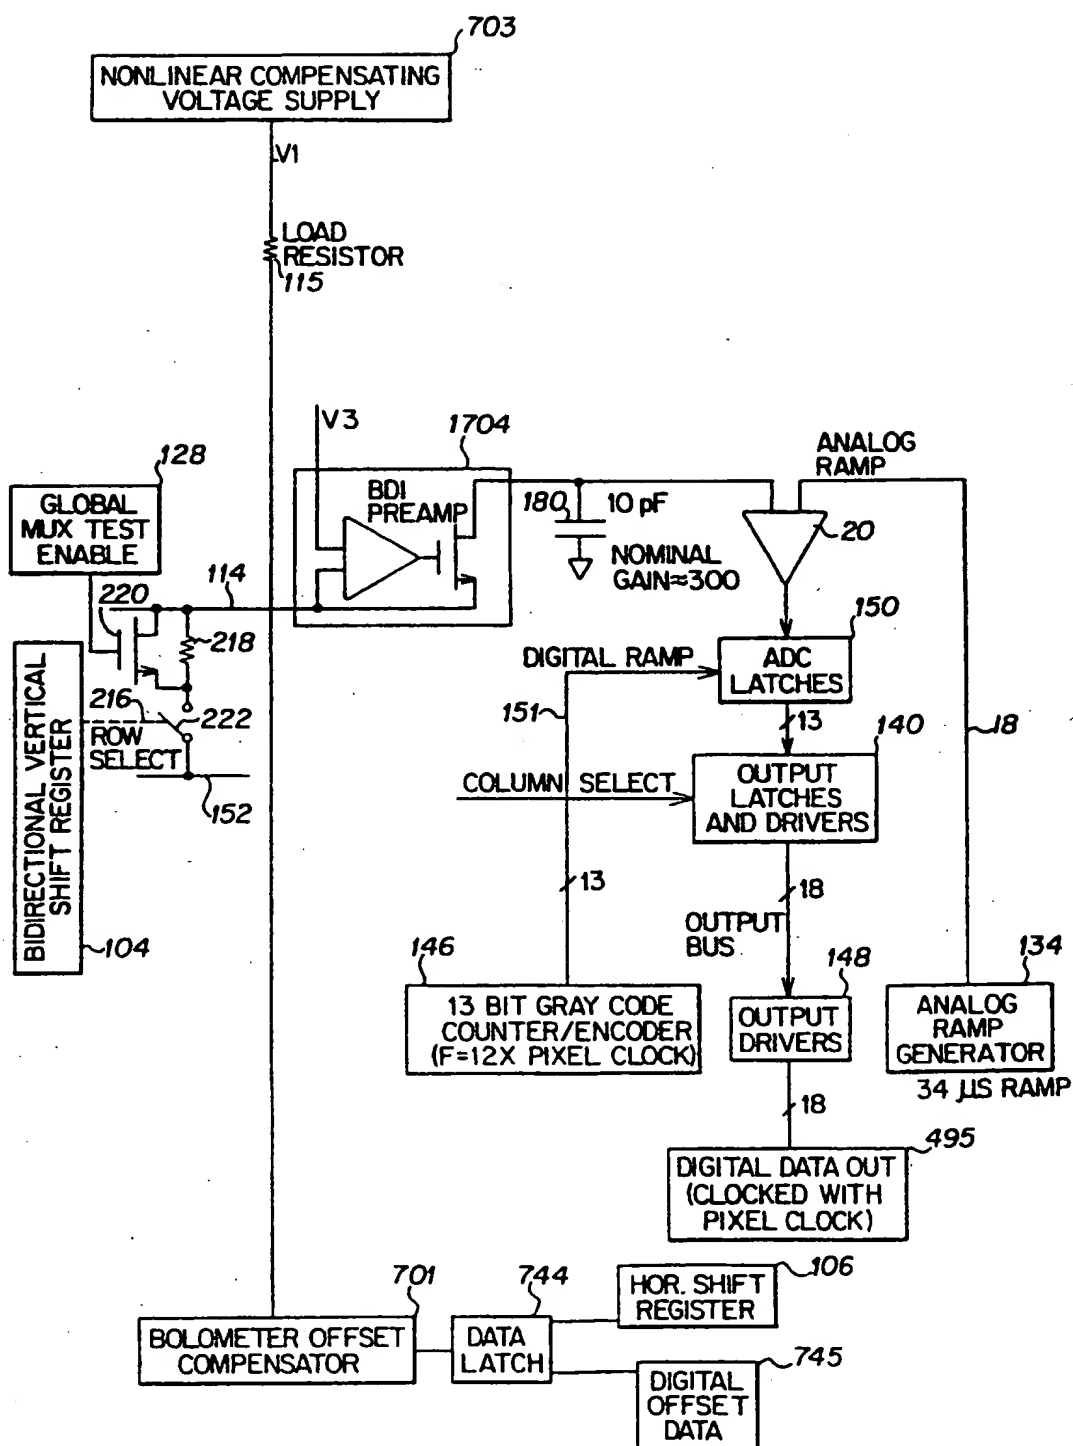 703
NONLINEAR COMPENSATING
VOLTAGE SUPPLY
V1
LOAD
RESISTOR
115
V3
1704
ANALOG
RAMP
128
GLOBAL
MUX TEST
ENABLE
BDI
PREAMP
180
10 pF
20
NOMINAL
GAIN≈300
220
114
218
150
DIGITAL RAMP
ADC
LATCHES
216
222
151
13
140
18
ROW
SELECT
BIDIRECTIONAL VERTICAL
SHIFT REGISTER
COLUMN SELECT
OUTPUT
LATCHES
AND DRIVERS
152
13
18
OUTPUT
BUS
104
146
148
134
13 BIT GRAY CODE
COUNTER/ENCODER
(F=12X PIXEL CLOCK)
OUTPUT
DRIVERS
ANALOG
RAMP
GENERATOR
34 µS RAMP
18
495
DIGITAL DATA OUT
(CLOCKED WITH
PIXEL CLOCK)
701
744
106
HOR. SHIFT
REGISTER
BOLOMETER OFFSET
COMPENSATOR
DATA
LATCH
745
DIGITAL
OFFSET
DATA